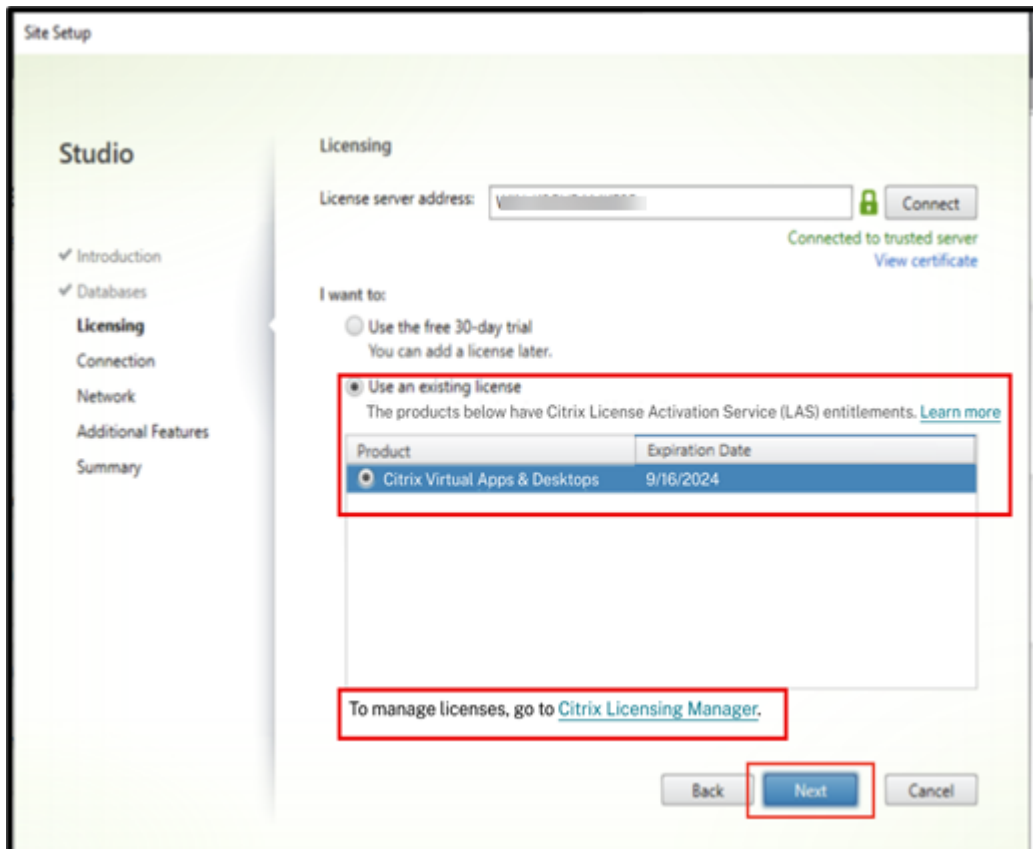 Site Setup
Studio
Introduction
Databases
Licensing
Connection
Network
Additional Features
Summary
Licensing
License server address:
Connect
Connected to trusted server
View certificate
I want to:
Use the free 30-day trial
You can add a license later.
Use an existing license
The products below have Citrix License Activation Service (LAS) entitlements. Learn more
Product Expiration Date
Citrix Virtual Apps & Desktops 9/16/2024
To manage licenses, go to Citrix Licensing Manager.
Back Next Cancel